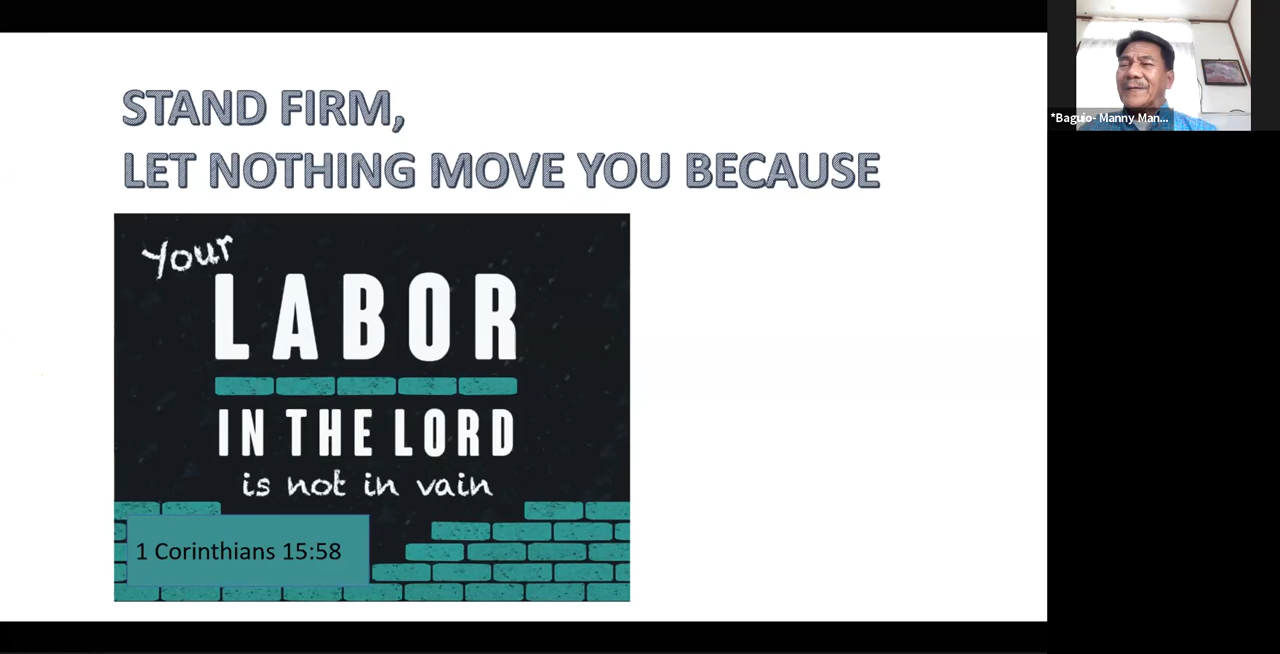 STAND FIRM,
LET NOTHING MOVE YOU BECAUSE
Your
LABOR
IN THE LORD
is not in vain
1 Corinthians 15:58
*Baguio- Manny Man...